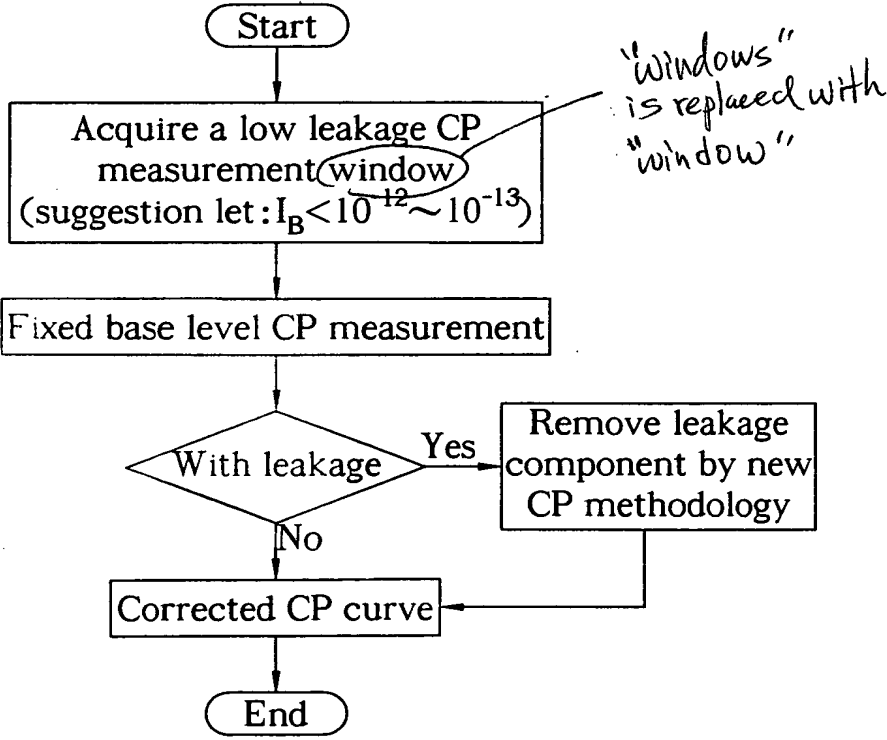 Start
"windows"
is replaced with
"window"
Acquire a low leakage CP
measurement window
(suggestion let:I_B<10^-12~10^-13)
Fixed base level CP measurement
With leakage
Yes
Remove leakage
component by new
CP methodology
No
Corrected CP curve
End